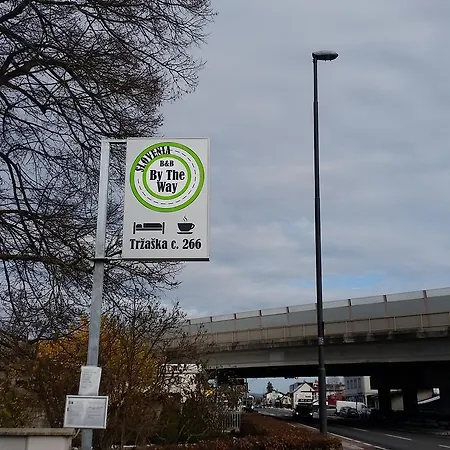 SLOVENIA
B&B
By The
Way
Tržaška c. 266